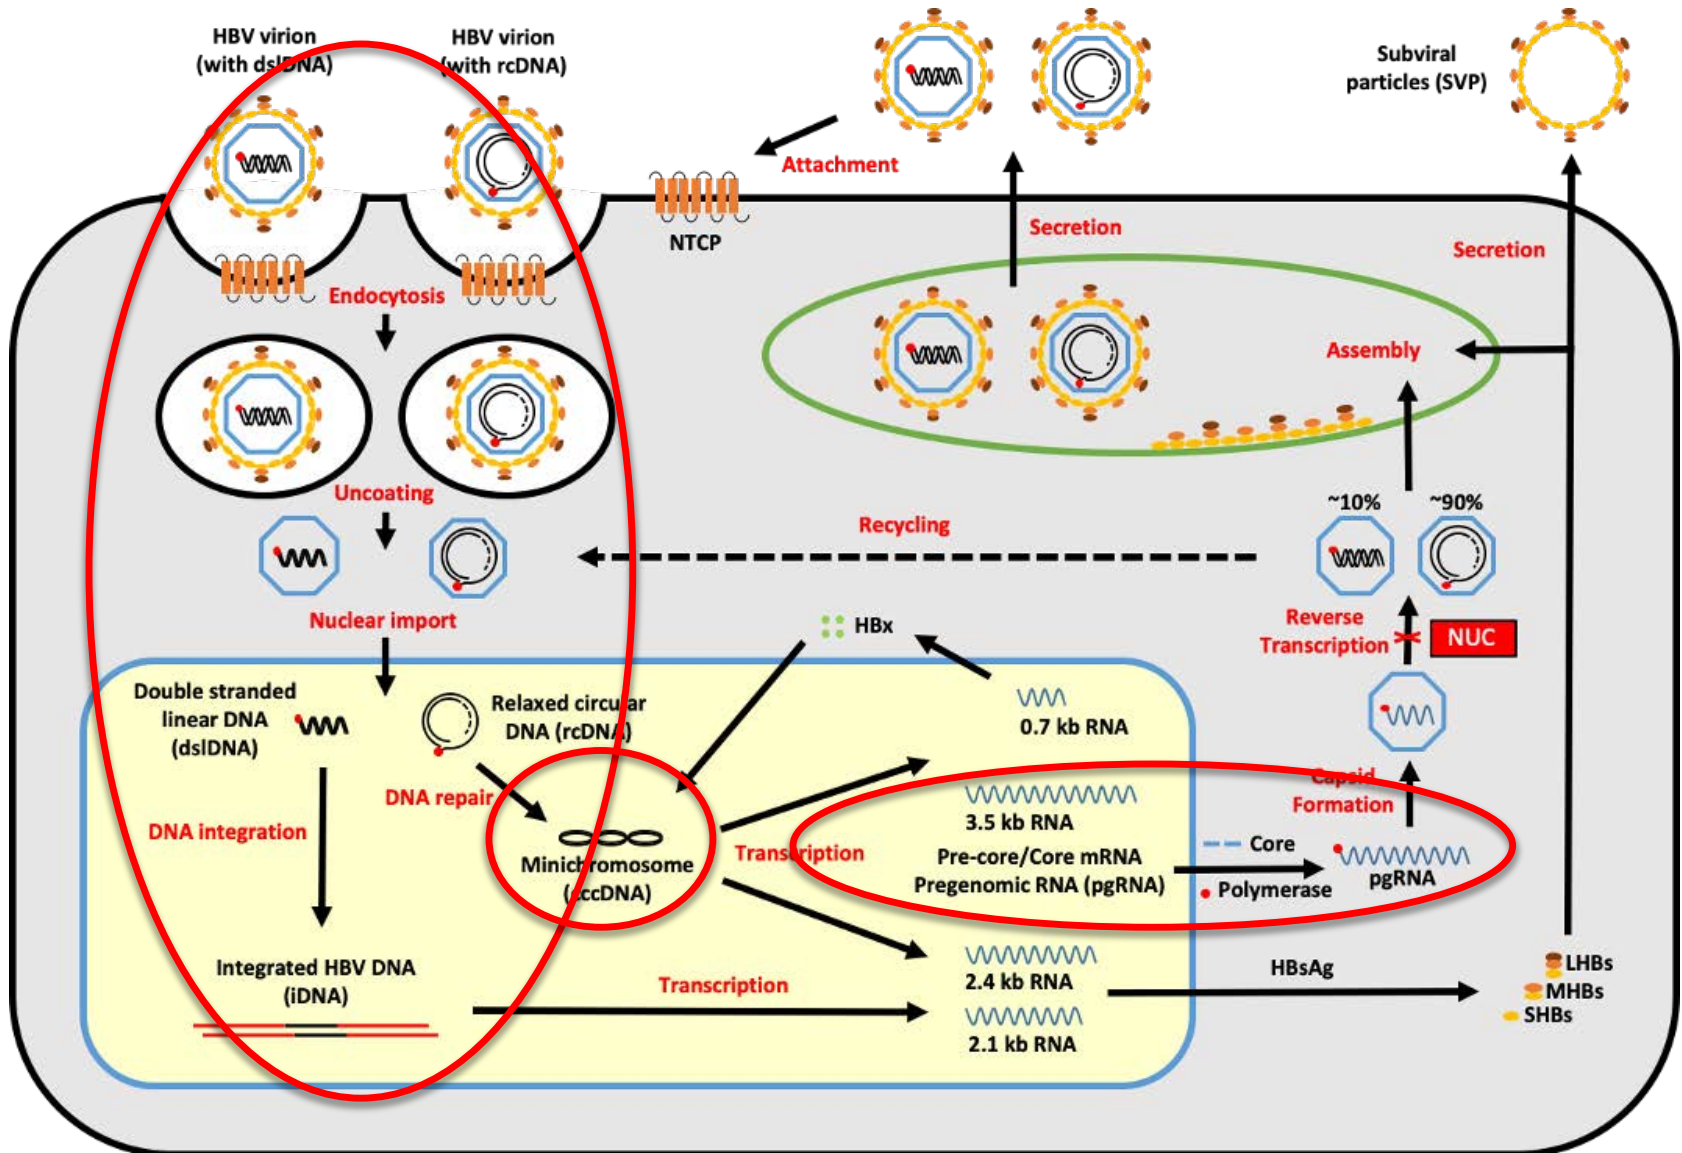 HBV virion
(with dslDNA)
HBV virion
(with rcDNA)
Subviral
particles (SVP)
Attachment
NTCP
Secretion
Secretion
Endocytosis
Assembly
Uncoating
~10%
~90%
Recycling
Nuclear import
HBx
Reverse
Transcription
NUC
Double stranded
linear DNA
(dslDNA)
Relaxed circular
DNA (rcDNA)
0.7 kb RNA
DNA repair
Capsid
Formation
3.5 kb RNA
DNA integration
Transcription
Pre-core/Core mRNA
Pregenomic RNA (pgRNA)
Core
Polymerase
pgRNA
Minichromosome
(cccDNA)
Integrated HBV DNA
(iDNA)
Transcription
2.4 kb RNA
2.1 kb RNA
HBsAg
LHBs
MHBs
SHBs